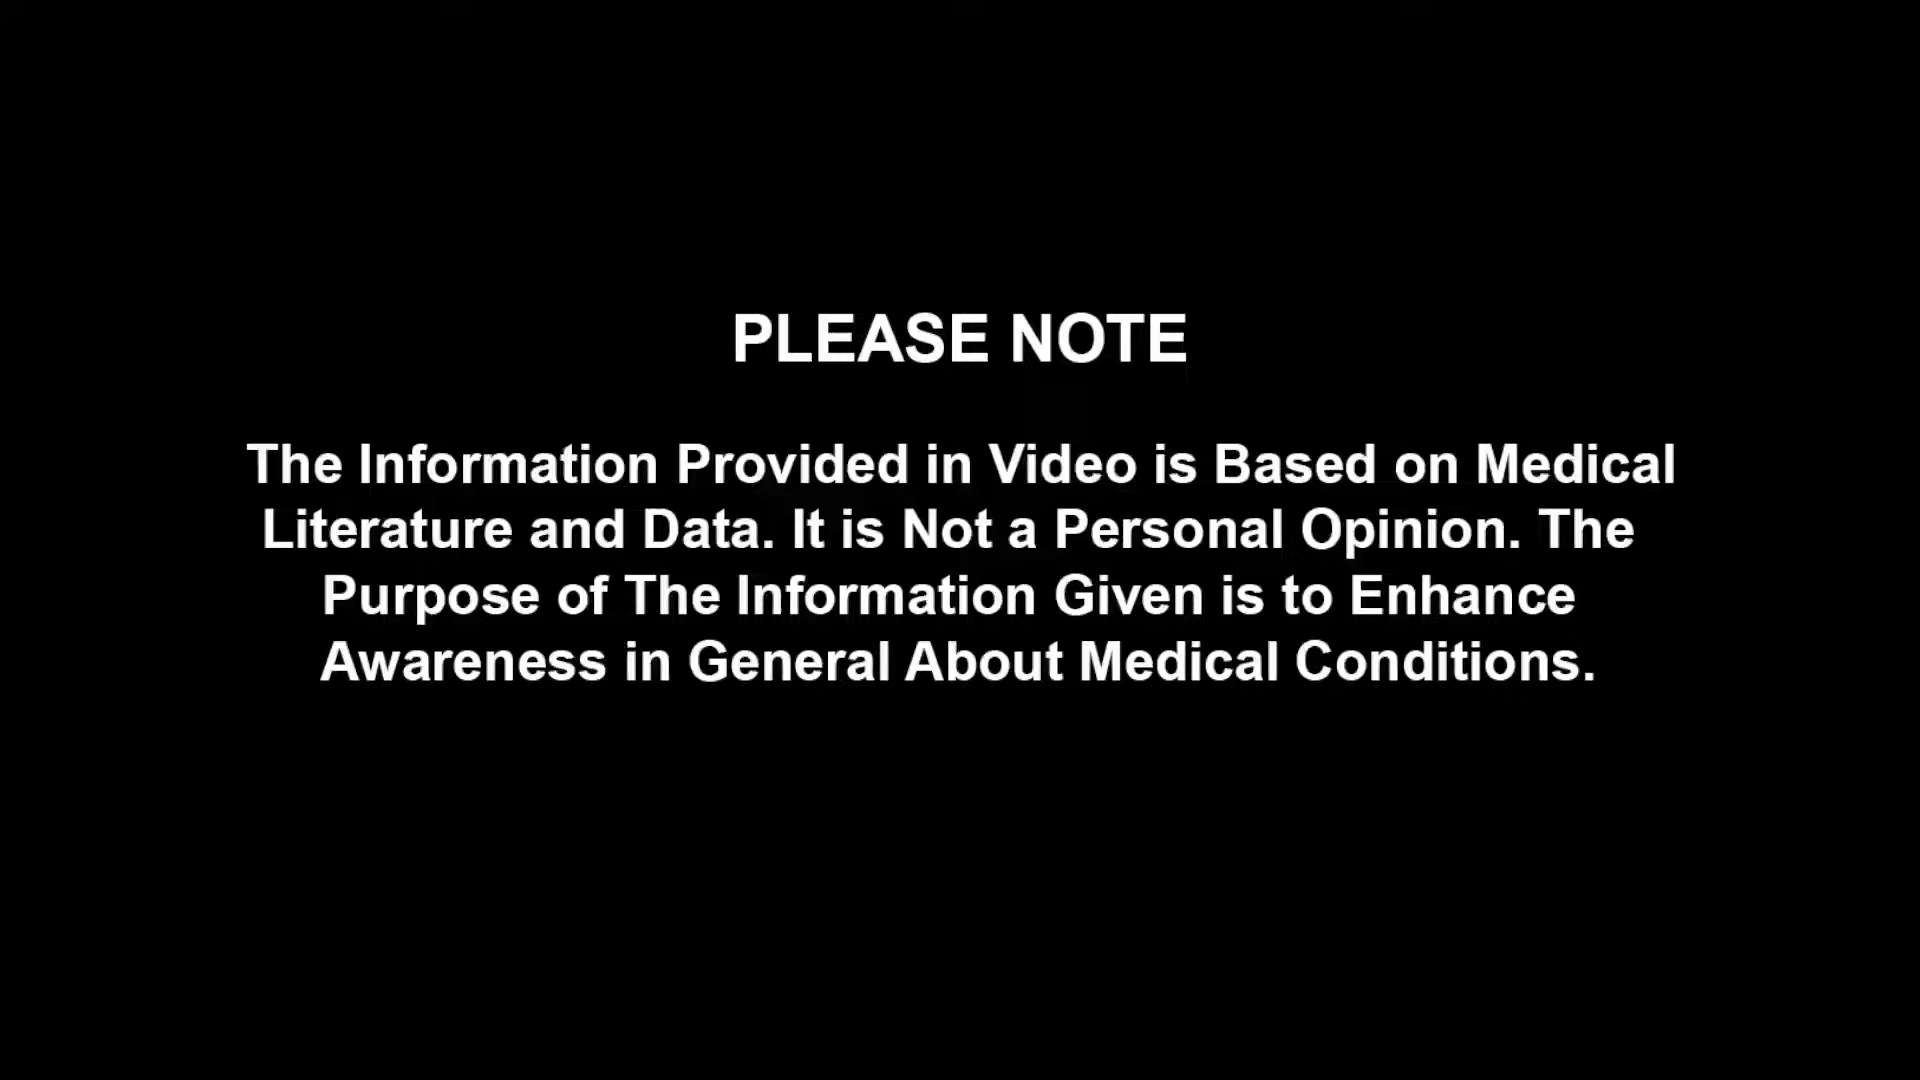 PLEASE NOTE
The Information Provided in Video is Based on Medical
Literature and Data. It is Not a Personal Opinion. The
Purpose of The Information Given is to Enhance
Awareness in General About Medical Conditions.